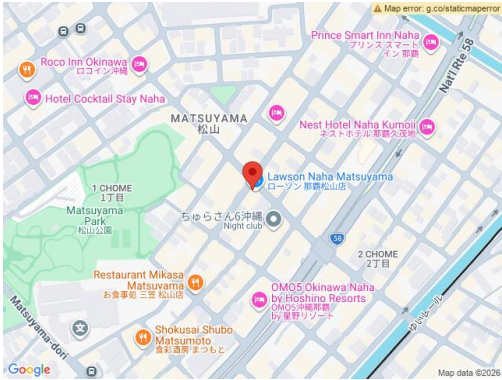 Map error: g.co/staticmaperror
Prince Smart Inn Naha
プリンス スマート
イン 那覇
Nat'l Rte 58
Roco Inn Okinawa
ロコイン沖縄
Hotel Cocktail Stay Naha
MATSUYAMA
松山
Nest Hotel Naha Kumoji
ネストホテル 那覇久茂地
Lawson Naha Matsuyama
ローソン 那覇松山店
1 CHOME
1丁目
Matsuyama
Park
松山公園
ちゅらさん6沖縄
Night club
58
2 CHOME
2丁目
Restaurant Mikasa
Matsuyama
お食事処 三笠 松山店
OMO5 Okinawa Naha
by Hoshino Resorts
OMO5沖縄那覇
by 星野リゾート
Matsuyama-dori
文
Shokusai Shubo
Matsumoto
食彩酒房 まつもと
ゆいレール
Google
Map data ©2026